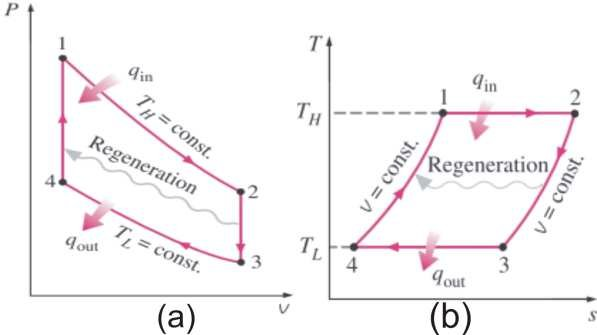 P
1
q_in
T_H = const.
Regeneration
4
2
q_out
T_L = const.
3
v
(a)
T
q_in
1
2
T_H
v = const.
Regeneration
v = const.
T_L
4
3
q_out
s
(b)